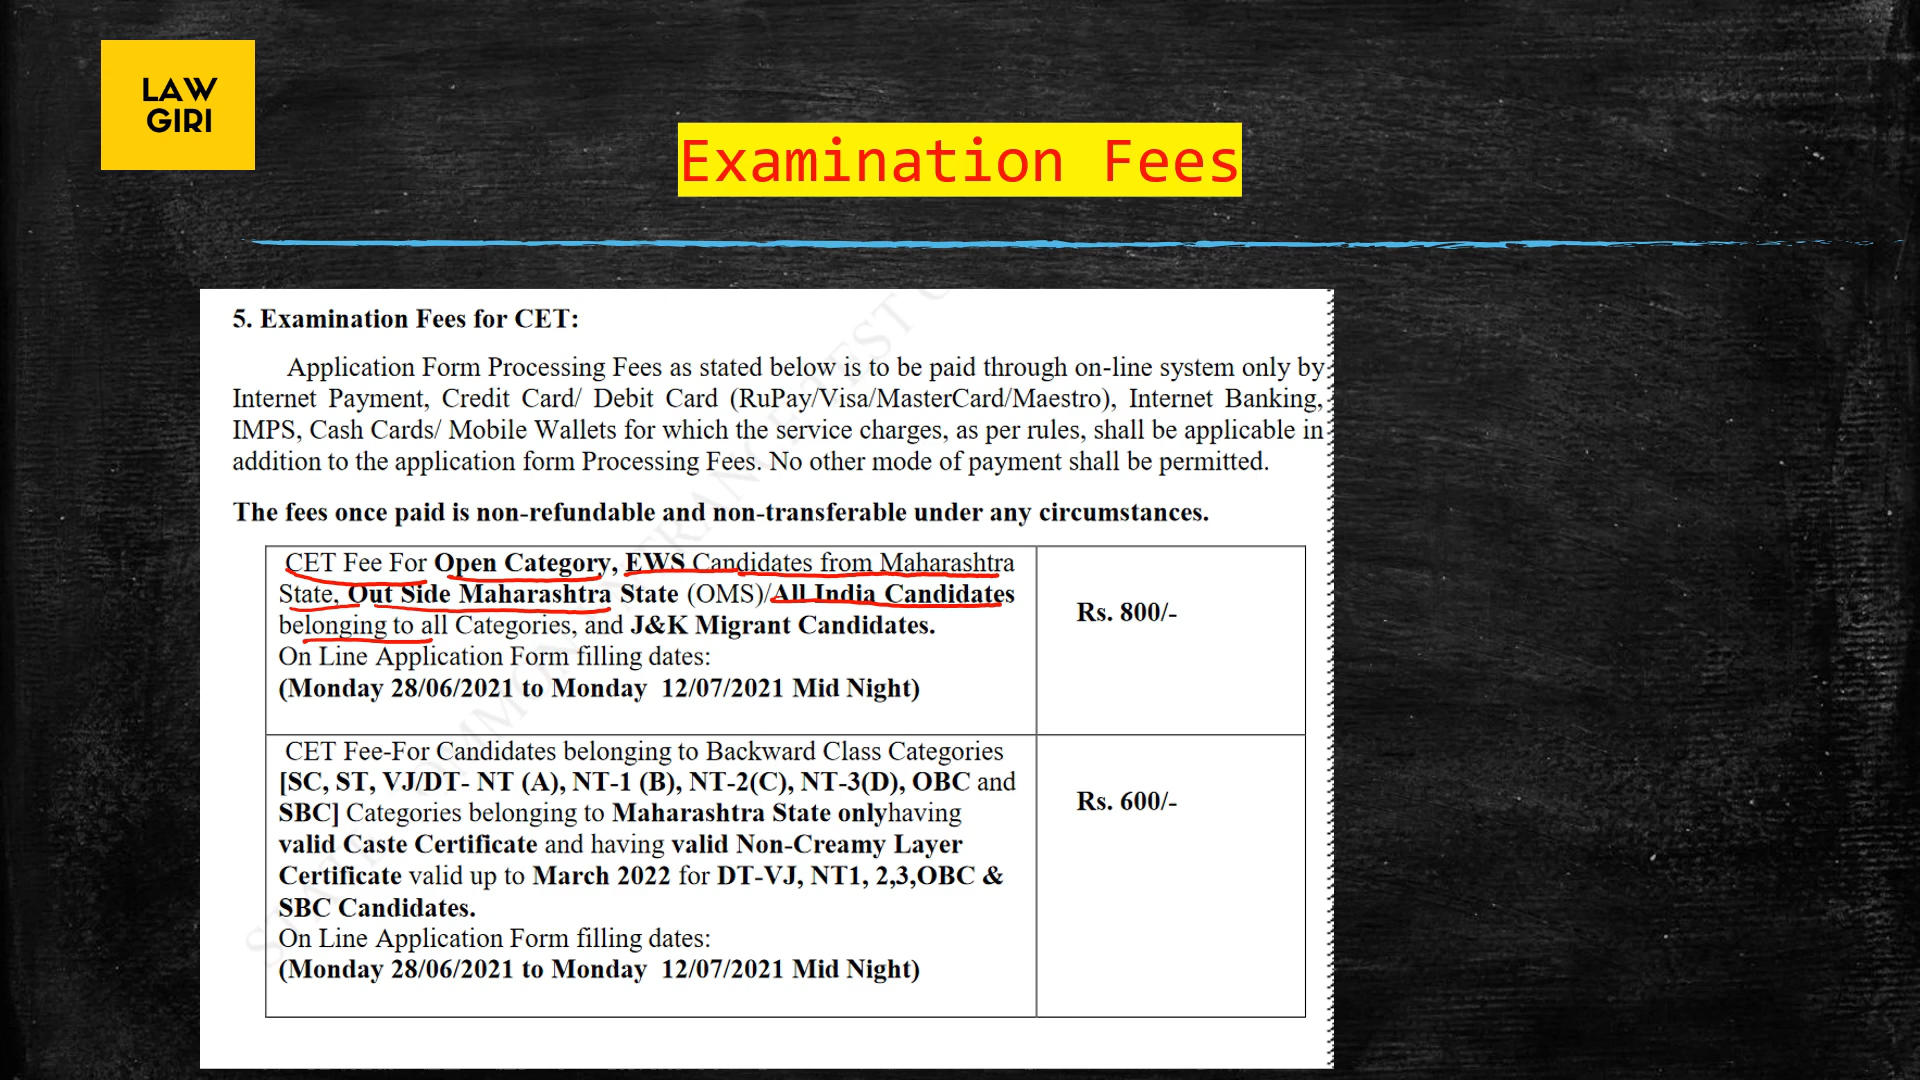 LAW
GIRI
Examination Fees
5. Examination Fees for CET:
Application Form Processing Fees as stated below is to be paid through on-line system only by
Internet Payment, Credit Card/ Debit Card (RuPay/Visa/MasterCard/Maestro), Internet Banking,
IMPS, Cash Cards/ Mobile Wallets for which the service charges, as per rules, shall be applicable in
addition to the application form Processing Fees. No other mode of payment shall be permitted.
The fees once paid is non-refundable and non-transferable under any circumstances.
CET Fee For Open Category, EWS Candidates from Maharashtra
State, Out Side Maharashtra State (OMS)/All India Candidates
belonging to all Categories, and J&K Migrant Candidates.
On Line Application Form filling dates:
(Monday 28/06/2021 to Monday 12/07/2021 Mid Night)
Rs. 800/-
CET Fee-For Candidates belonging to Backward Class Categories
[SC, ST, VJ/DT- NT (A), NT-1 (B), NT-2(C), NT-3(D), OBC and
SBC] Categories belonging to Maharashtra State onlyhaving
valid Caste Certificate and having valid Non-Creamy Layer
Certificate valid up to March 2022 for DT-VJ, NT1, 2,3,OBC &
SBC Candidates.
On Line Application Form filling dates:
(Monday 28/06/2021 to Monday 12/07/2021 Mid Night)
Rs. 600/-